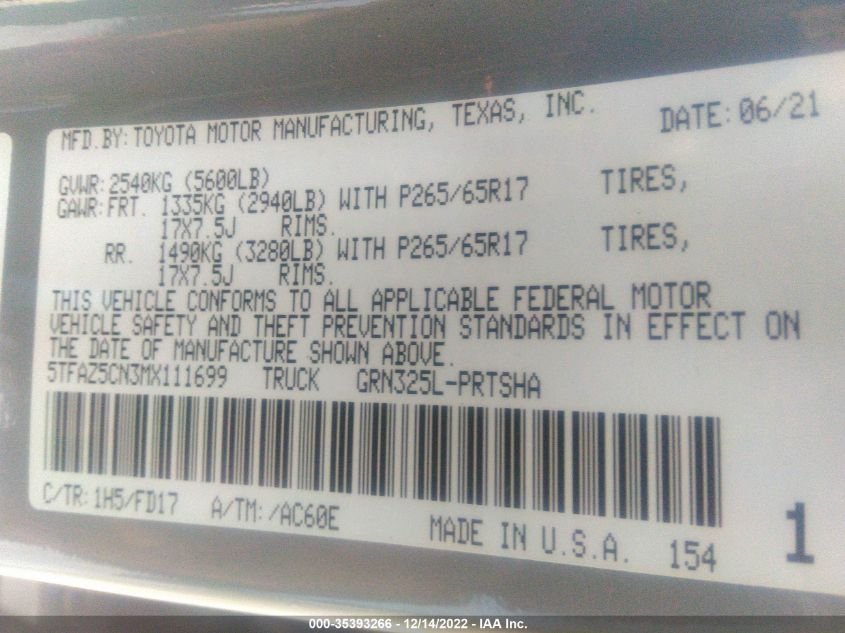 MFD.BY: TOYOTA MOTOR MANUFACTURING, TEXAS, INC. DATE: 06/21
GVWR: 2540KG (5600LB)
GAWR: FRT. 1335KG (2940LB) WITH P265/65R17 TIRES,
17X7.5J RIMS.
RR. 1490KG (3280LB) WITH P265/65R17 TIRES,
17X7.5J RIMS.
THIS VEHICLE CONFORMS TO ALL APPLICABLE FEDERAL MOTOR
VEHICLE SAFETY AND THEFT PREVENTION STANDARDS IN EFFECT ON
THE DATE OF MANUFACTURE SHOWN ABOVE.
5TFAZ5CN3MX111699 TRUCK GRN325L-PRTSHA
C/TR: 1H5/FD17 A/TM: /AC60E MADE IN U.S.A. 154 1
000-35393266 - 12/14/2022 - IAA Inc.